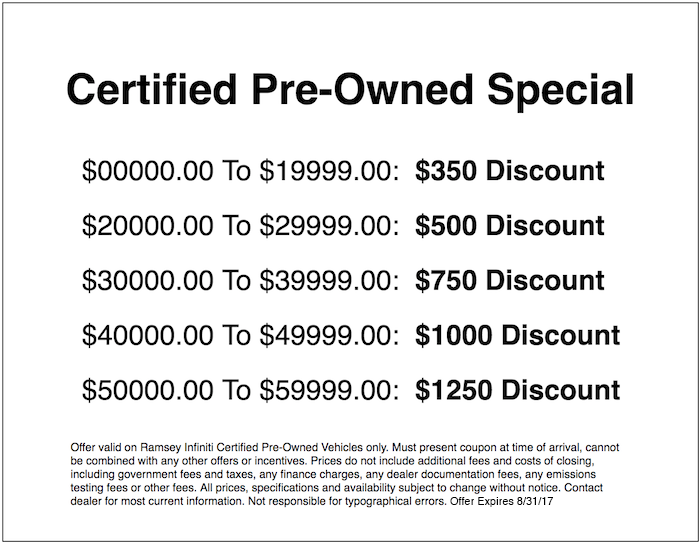 Certified Pre-Owned Special
$00000.00 To $19999.00: $350 Discount
$20000.00 To $29999.00: $500 Discount
$30000.00 To $39999.00: $750 Discount
$40000.00 To $49999.00: $1000 Discount
$50000.00 To $59999.00: $1250 Discount
Offer valid on Ramsey Infiniti Certified Pre-Owned Vehicles only. Must present coupon at time of arrival, cannot
be combined with any other offers or incentives. Prices do not include additional fees and costs of closing,
including government fees and taxes, any finance charges, any dealer documentation fees, any emissions
testing fees or other fees. All prices, specifications and availability subject to change without notice. Contact
dealer for most current information. Not responsible for typographical errors. Offer Expires 8/31/17